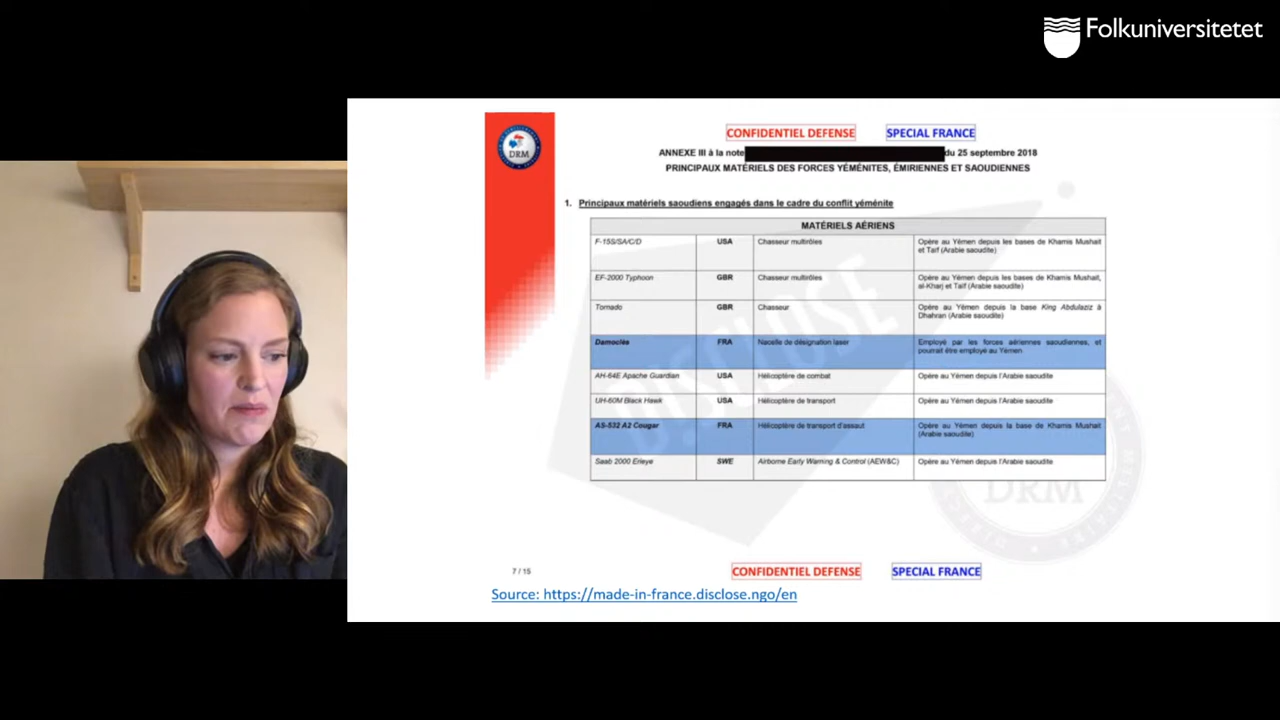 Folkuniversitetet
CONFIDENTIEL DEFENSE SPECIAL FRANCE
DRM
ANNEXE III à la note du 25 septembre 2018
PRINCIPAUX MATÉRIELS DES FORCES YÉMÉNITES, ÉMIRIENNES ET SAOUDIENNES
1. Principaux matériels saoudiens engagés dans le cadre du conflit yéménite
MATÉRIELS AÉRIENS
F-15S/SA/C/D USA Chasseur multirôles Opère au Yémen depuis les bases de Khamis Mushait
et Taif (Arabie saoudite)
EF-2000 Typhoon GBR Chasseur multirôles Opère au Yémen depuis les bases de Khamis Mushait,
al-Kharj et Taif (Arabie saoudite)
Tornado GBR Chasseur Opère au Yémen depuis la base King Abdulaziz à
Dhahran (Arabie saoudite)
Damoclès FRA Nacelle de désignation laser Employé par les forces aériennes saoudiennes, et
pourrait être employé au Yémen
AH-64E Apache Guardian USA Hélicoptère de combat Opère au Yémen depuis l'Arabie saoudite
UH-60M Black Hawk USA Hélicoptère de transport Opère au Yémen depuis l'Arabie saoudite
AS-532 A2 Cougar FRA Hélicoptère de transport d'assaut Opère au Yémen depuis la base de Khamis Mushait
(Arabie saoudite)
Saab 2000 Erieye SWE Airborne Early Warning & Control (AEW&C) Opère au Yémen depuis l'Arabie saoudite
DISCLOSE
DRM
7 / 15
CONFIDENTIEL DEFENSE SPECIAL FRANCE
Source: https://made-in-france.disclose.ngo/en